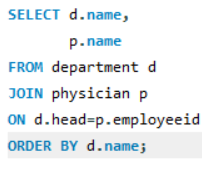 SELECT d.name,
p.name
FROM department d
JOIN physician p
ON d.head=p.employeeid
ORDER BY d.name;